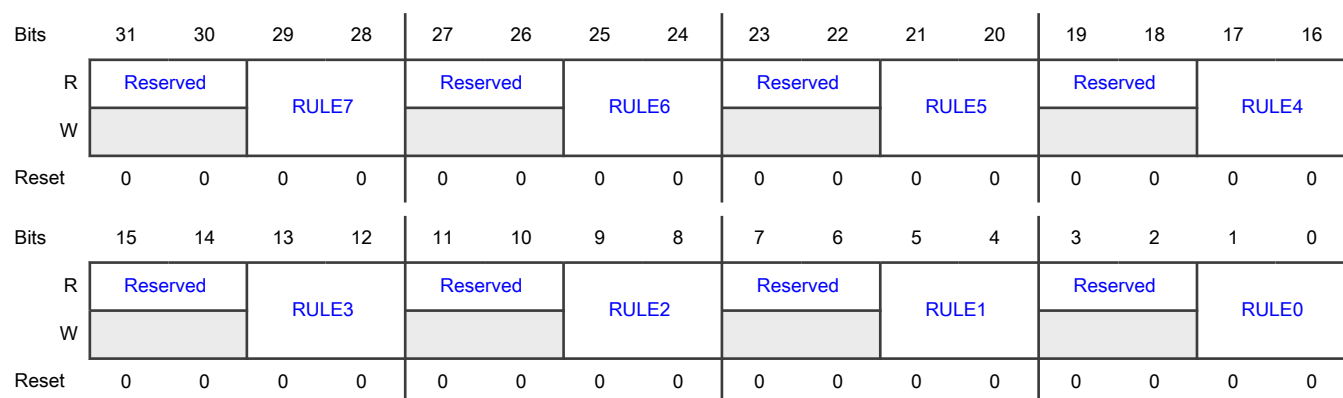 Bits 31 30 29 28 27 26 25 24 23 22 21 20 19 18 17 16
R Reserved RULE7 Reserved RULE6 Reserved RULE5 Reserved RULE4
W
Reset 0 0 0 0 0 0 0 0 0 0 0 0 0 0 0 0
Bits 15 14 13 12 11 10 9 8 7 6 5 4 3 2 1 0
R Reserved RULE3 Reserved RULE2 Reserved RULE1 Reserved RULE0
W
Reset 0 0 0 0 0 0 0 0 0 0 0 0 0 0 0 0